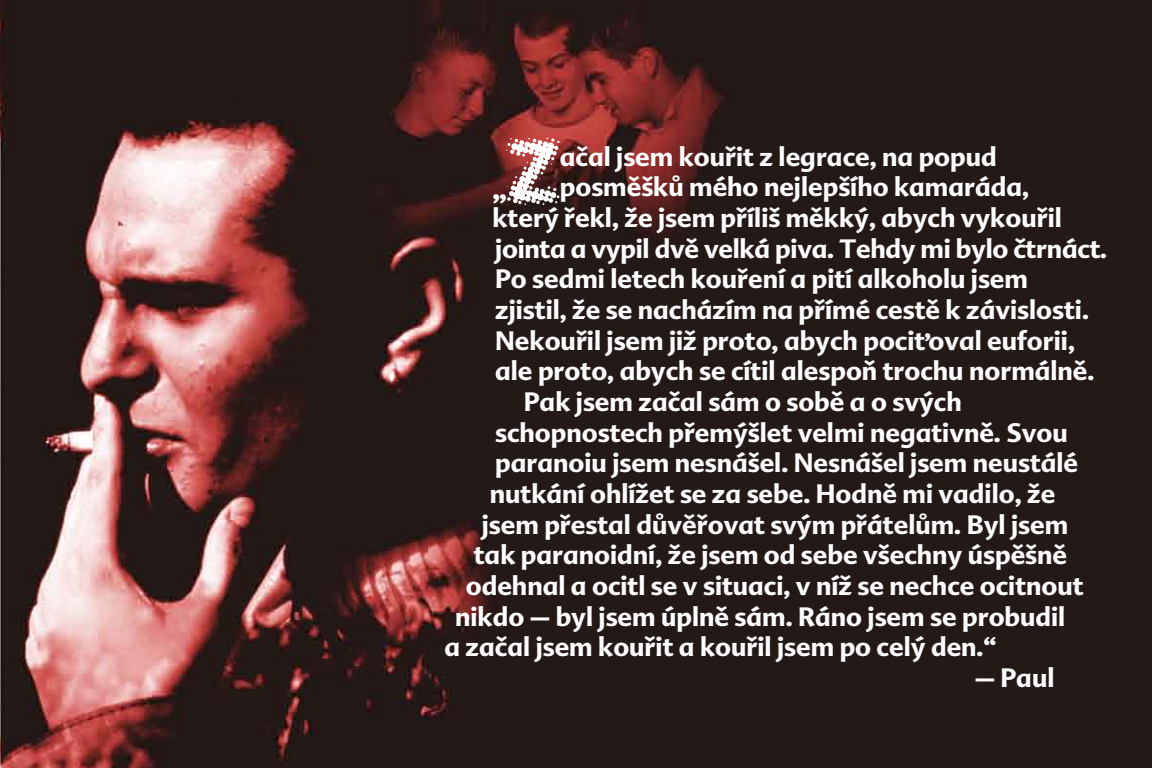 „Začal jsem kouřit z legrace, na popud
posměšků mého nejlepšího kamaráda,
který řekl, že jsem příliš měkký, abych vykouřil
jointa a vypil dvě velká piva. Tehdy mi bylo čtrnáct.
Po sedmi letech kouření a pití alkoholu jsem
zjistil, že se nacházím na přímé cestě k závislosti.
Nekouřil jsem již proto, abych pociťoval euforii,
ale proto, abych se cítil alespoň trochu normálně.
Pak jsem začal sám o sobě a o svých
schopnostech přemýšlet velmi negativně. Svou
paranoiu jsem nesnášel. Nesnášel jsem neustálé
nutkání ohlížet se za sebe. Hodně mi vadilo, že
jsem přestal důvěřovat svým přátelům. Byl jsem
tak paranoidní, že jsem od sebe všechny úspěšně
odehnal a ocitl se v situaci, v níž se nechce ocitnout
nikdo — byl jsem úplně sám. Ráno jsem se probudil
a začal jsem kouřit a kouřil jsem po celý den.“
— Paul